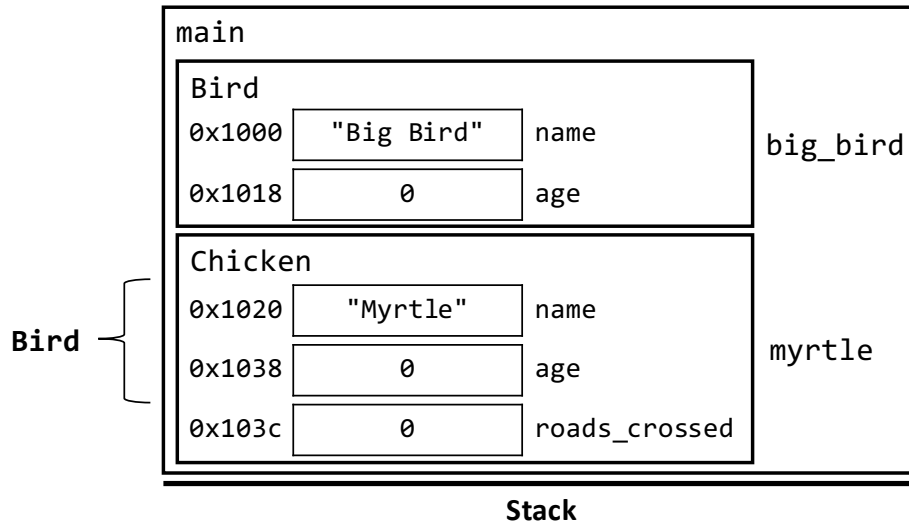 main
Bird
0x1000 "Big Bird" name
big_bird
0x1018 0 age
Chicken
0x1020 "Myrtle" name
Bird
myrtle
0x1038 0 age
0x103c 0 roads_crossed
Stack